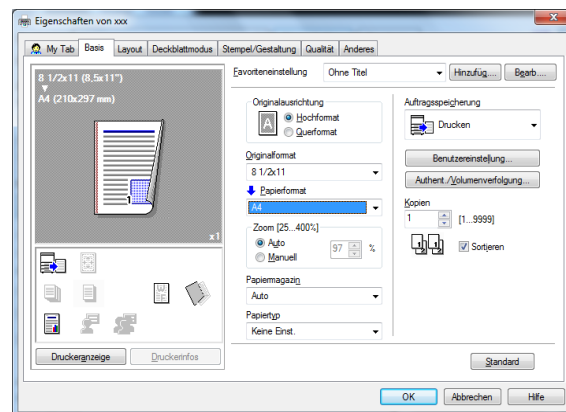 Eigenschaften von xxx
My Tab
Basis
Layout
Deckblattmodus
Stempel/Gestaltung
Qualität
Anderes
8 1/2x11 (8,5x11")
A4 (210x297 mm)
1
x1
Druckeranzeige
Druckerinfos
Favoriteneinstellung
Ohne Titel
Hinzufüg....
Bearb....
Originalausrichtung
A
Hochformat
Querformat
Originalformat
8 1/2x11
Papierformat
A4
Zoom [25...400%]
Auto
Manuell
97
%
Papiermagazin
Auto
Papiertyp
Keine Einst.
Auftragsspeicherung
Drucken
Benutzereinstellung...
Authent./Volumenverfolgung...
Kopien
1
[1...9999]
Sortieren
Standard
OK
Abbrechen
Hilfe